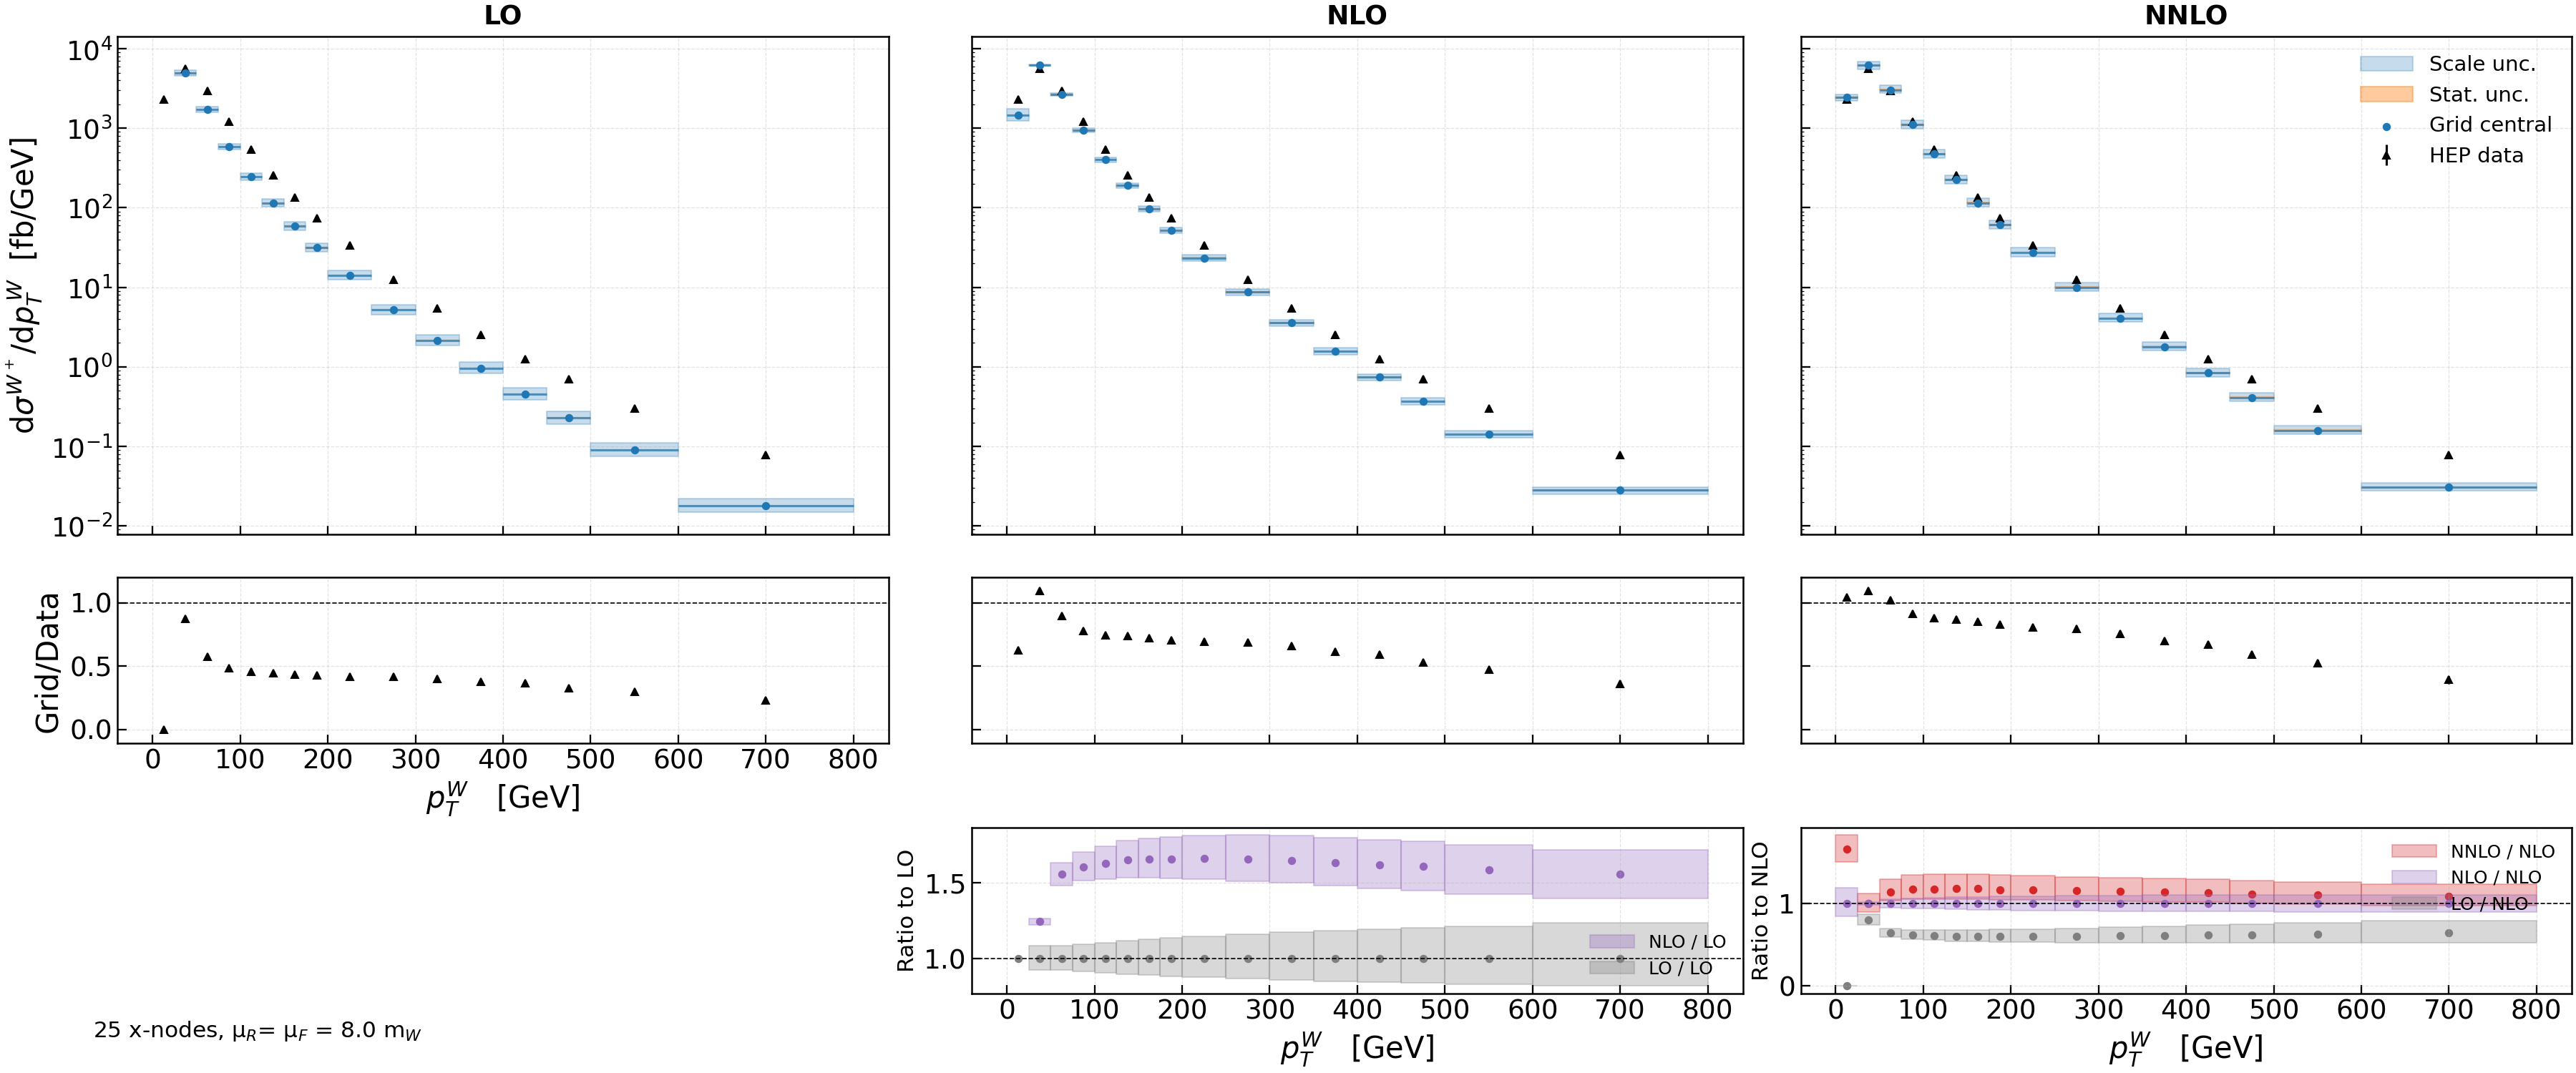 LO
NLO
NNLO
dσ^{W^+}/dp_T^W [fb/GeV]
10^4
10^3
10^2
10^1
10^0
10^{-1}
10^{-2}
Scale unc.
Stat. unc.
Grid central
HEP data
Grid/Data
1.0
0.5
0.0
0 100 200 300 400 500 600 700 800
p_T^W [GeV]
Ratio to LO
1.5
1.0
NLO / LO
LO / LO
0 100 200 300 400 500 600 700 800
p_T^W [GeV]
Ratio to NLO
1
0
NNLO / NLO
NLO / NLO
LO / NLO
0 100 200 300 400 500 600 700 800
p_T^W [GeV]
25 x-nodes, μ_R= μ_F = 8.0 m_W